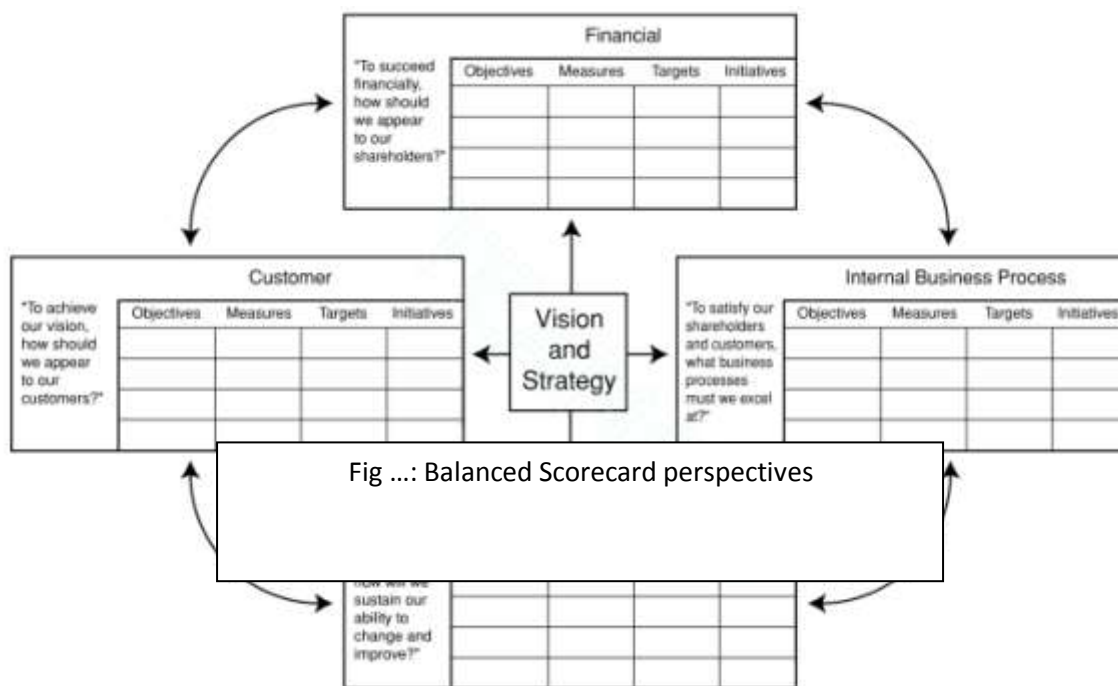 Financial
"To succeed
financially,
how should
we appear
to our
shareholders?"
Objectives Measures Targets Initiatives
Customer
"To achieve
our vision,
how should
we appear
to our
customers?"
Objectives Measures Targets Initiatives
Vision
and
Strategy
Internal Business Process
"To satisfy our
shareholders
and customers,
what business
processes
must we excel
at?"
Objectives Measures Targets Initiatives
Fig ...: Balanced Scorecard perspectives
how will we
sustain our
ability to
change and
improve?"